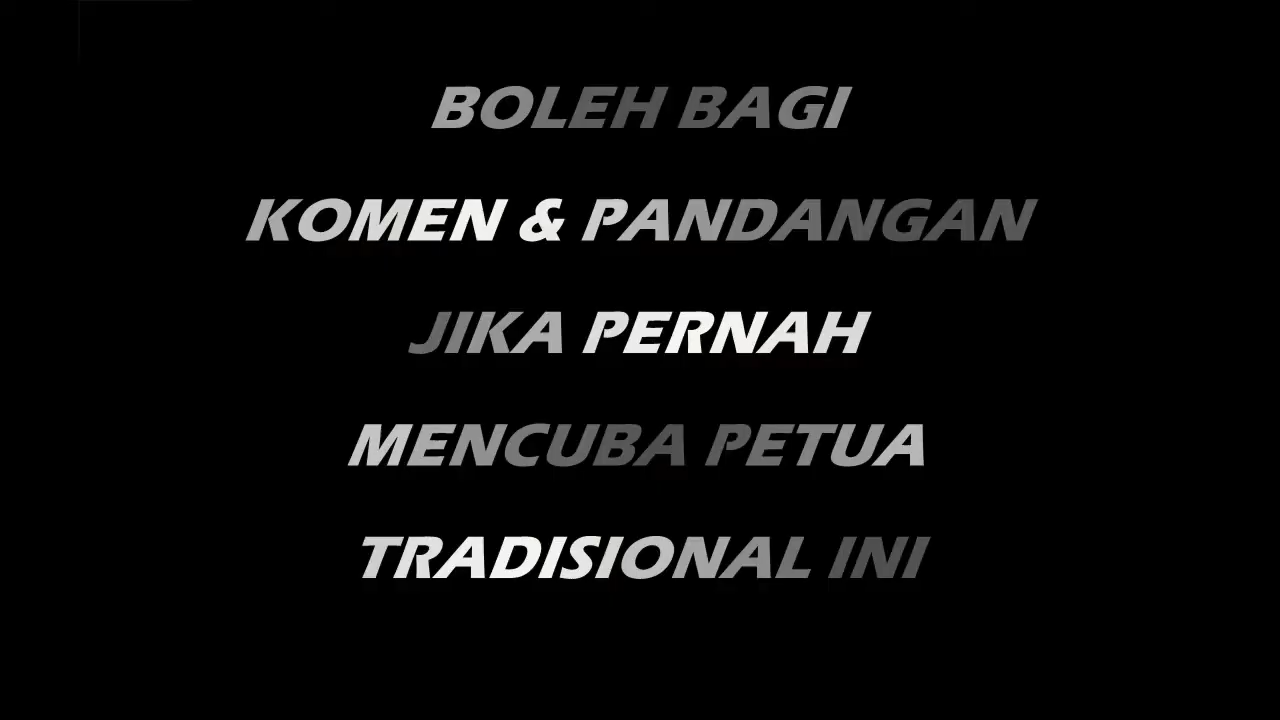 BOLEH BAGI
KOMEN & PANDANGAN
JIKA PERNAH
MENCUBA PETUA
TRADISIONAL INI